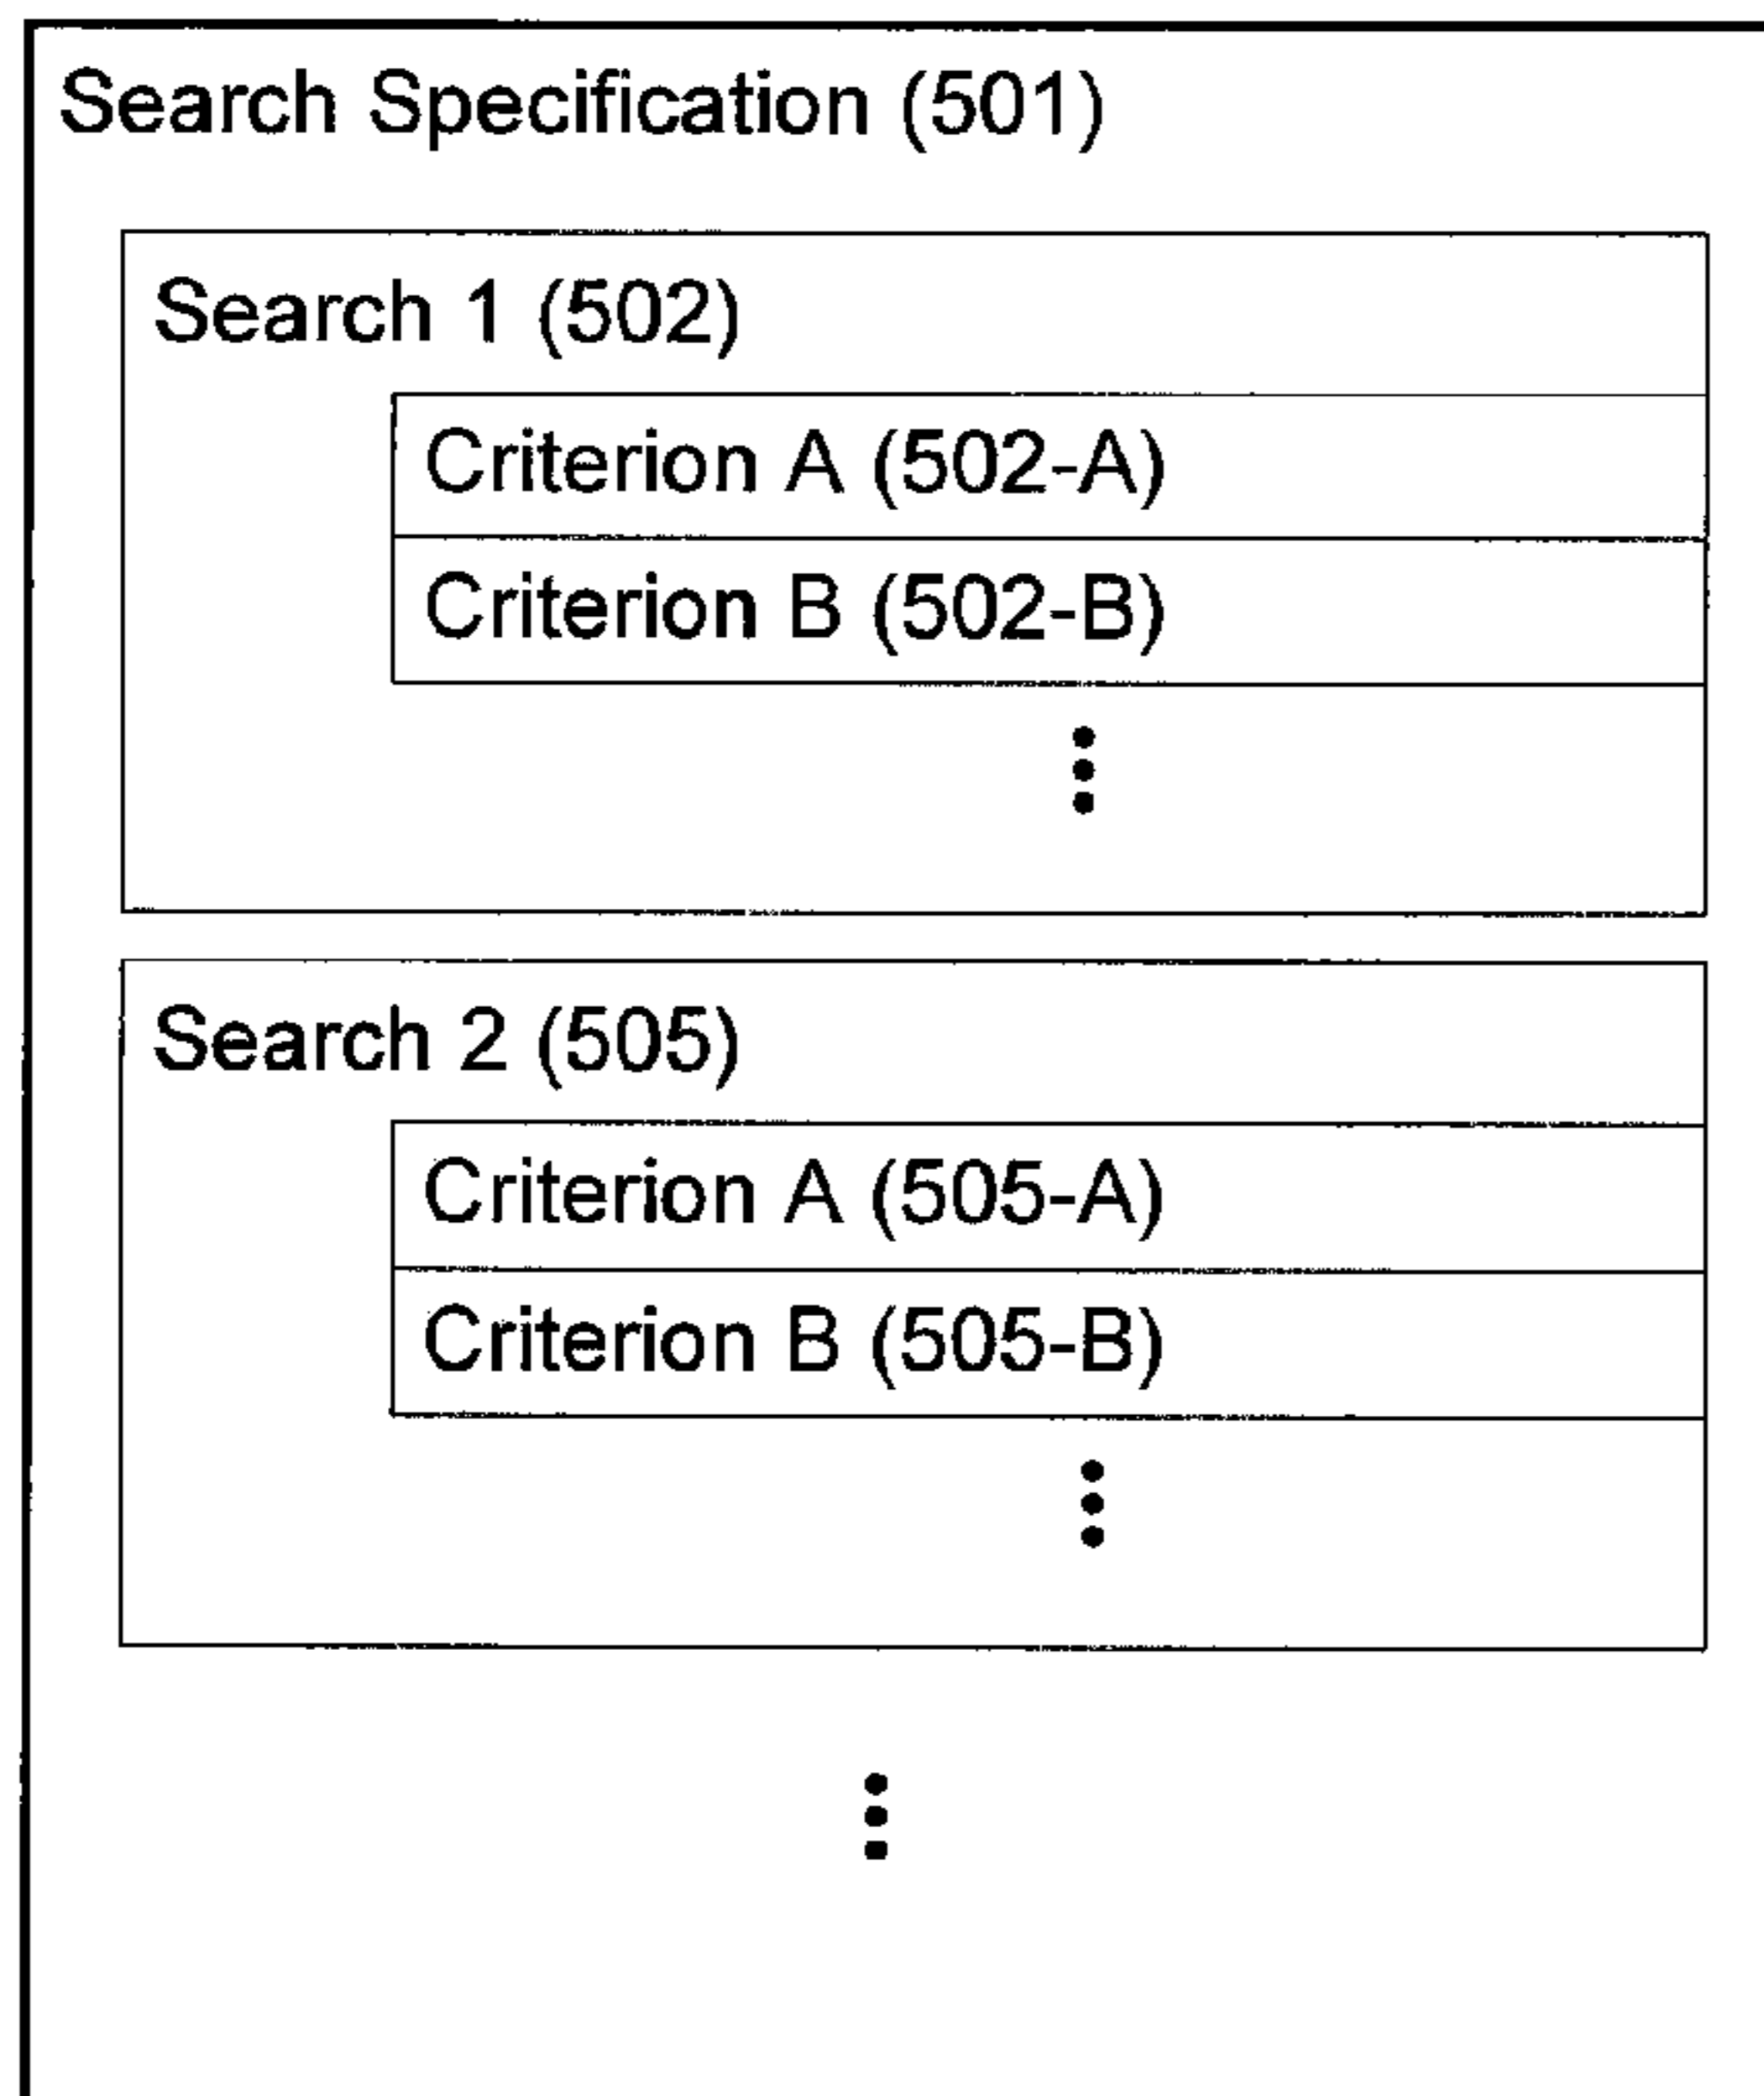 Search Specification (501)
Search 1 (502)
Criterion A (502-A)
Criterion B (502-B)
Search 2 (505)
Criterion A (505-A)
Criterion B (505-B)